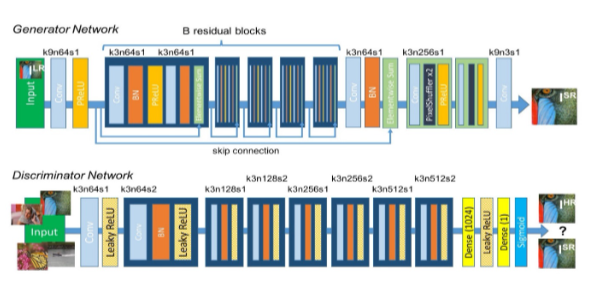 Generator Network
B residual blocks
k9n64s1
k3n64s1
k3n64s1
k3n64s1
k3n256s1
k9n3s1
I LR
Input
Conv
PReLU
Conv
BN
PReLU
Elementwise Sum
Conv
BN
Elementwise Sum
Conv
PixelShuffler x2
PReLU
Conv
I SR
skip connection
Discriminator Network
k3n128s2
k3n256s2
k3n512s2
k3n64s1
k3n64s2
k3n128s1
k3n256s1
k3n512s1
Input
Conv
Leaky ReLU
Conv
BN
Leaky ReLU
Dense (1024)
Leaky ReLU
Dense (1)
Sigmoid
I HR
?
I SR